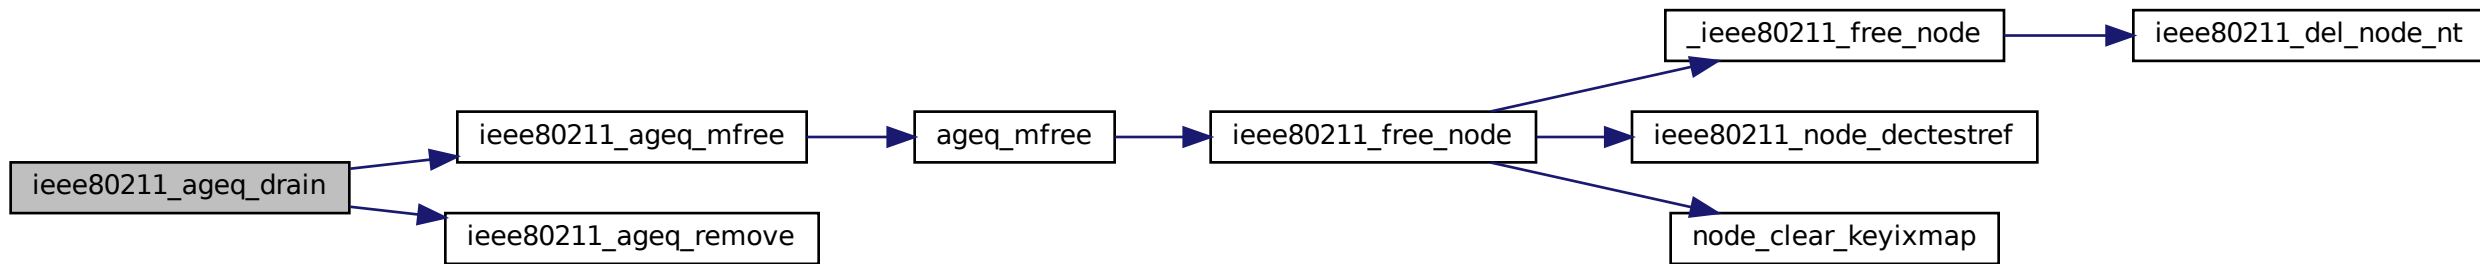 ieee80211_ageq_drain
ieee80211_ageq_mfree
ieee80211_ageq_remove
ageq_mfree
ieee80211_free_node
_ieee80211_free_node
ieee80211_node_dectestref
node_clear_keyixmap
ieee80211_del_node_nt